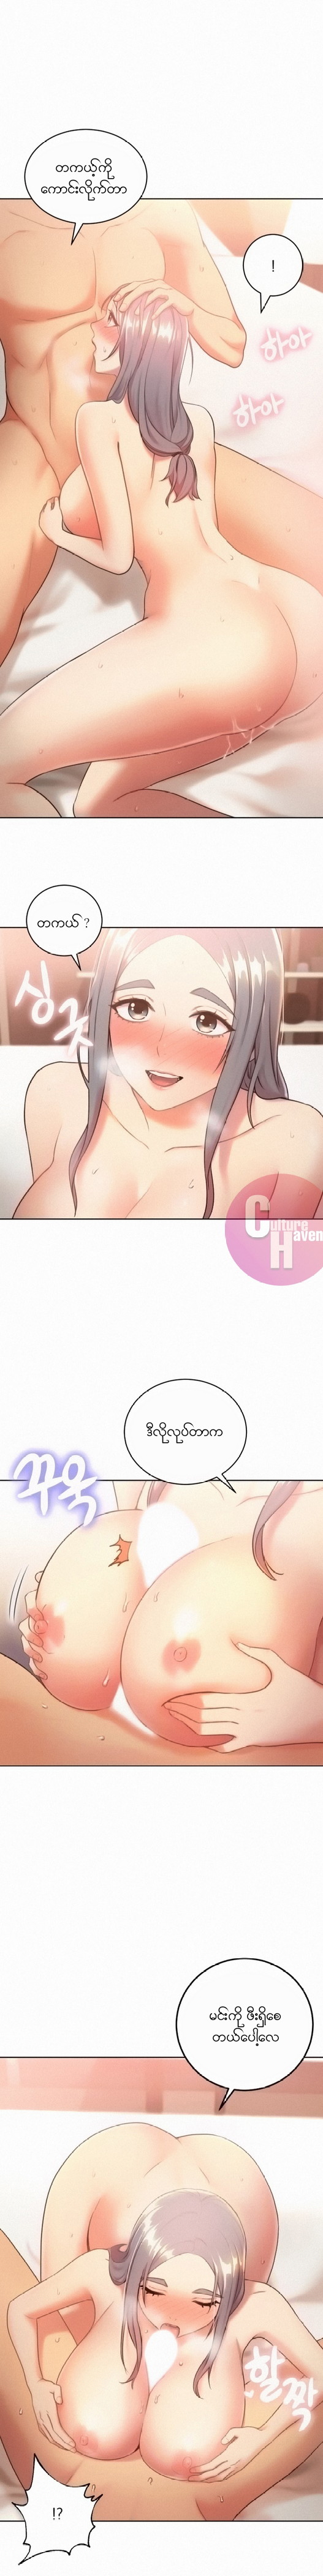 တကယ့်ကို
ကောင်းလိုက်တာ
!
하아
하아
တကယ် ?
싱긋
Culture
Haven
ဒီလိုလုပ်တာက
꾸욱
မင်းကို ဖီးရှိစေ
တယ်ပေါ့လေ
할짝
!?